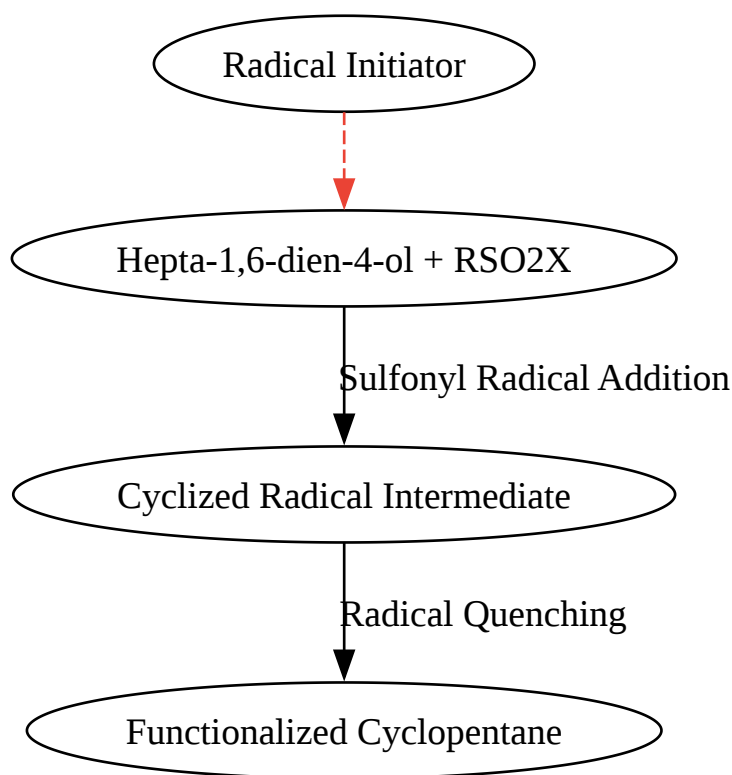 Radical Initiator
Hepta-1,6-dien-4-ol + RSO2X
Sulfonyl Radical Addition
Cyclized Radical Intermediate
Radical Quenching
Functionalized Cyclopentane